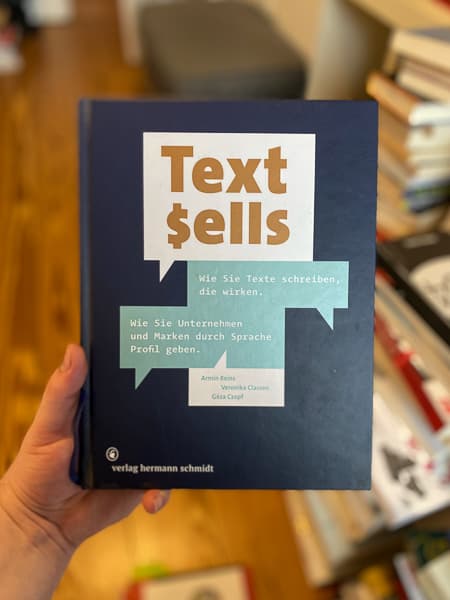 Text
$ells
Wie Sie Texte schreiben,
die wirken.
Wie Sie Unternehmen
und Marken durch Sprache
Profil geben.
Armin Reins
Veronika Classen
Géza Czopf
verlag hermann schmidt